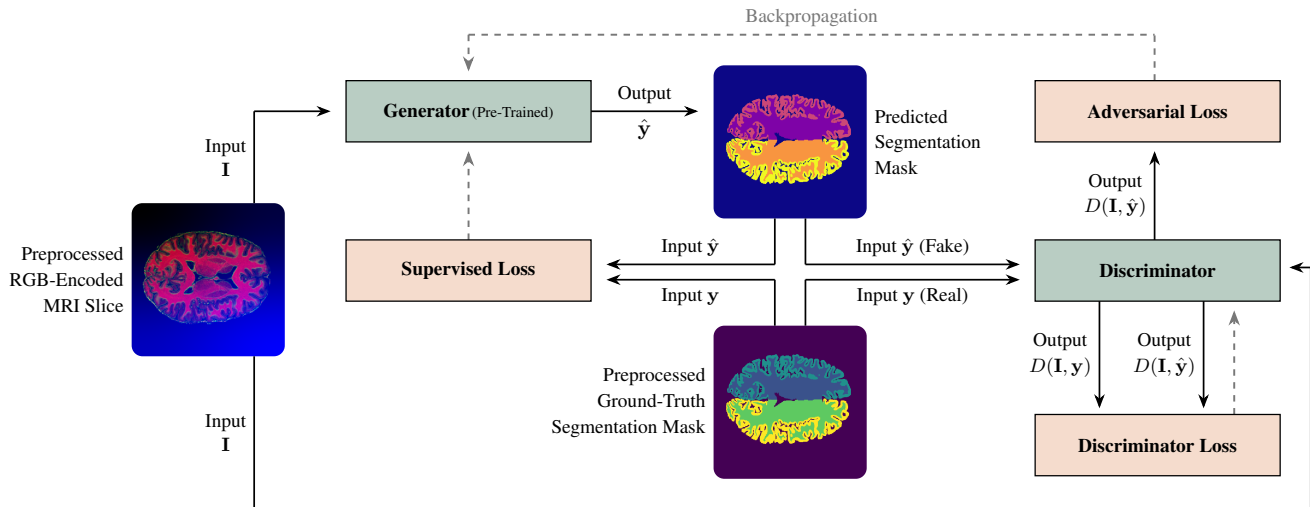 Backpropagation
Generator (Pre-Trained)
Output
ŷ
Predicted
Segmentation
Mask
Adversarial Loss
Input
I
Output
D(I, ŷ)
Preprocessed
RGB-Encoded
MRI Slice
Supervised Loss
Input ŷ
Input y
Input ŷ (Fake)
Input y (Real)
Discriminator
Output
D(I, y)
Output
D(I, ŷ)
Preprocessed
Ground-Truth
Segmentation Mask
Input
I
Discriminator Loss